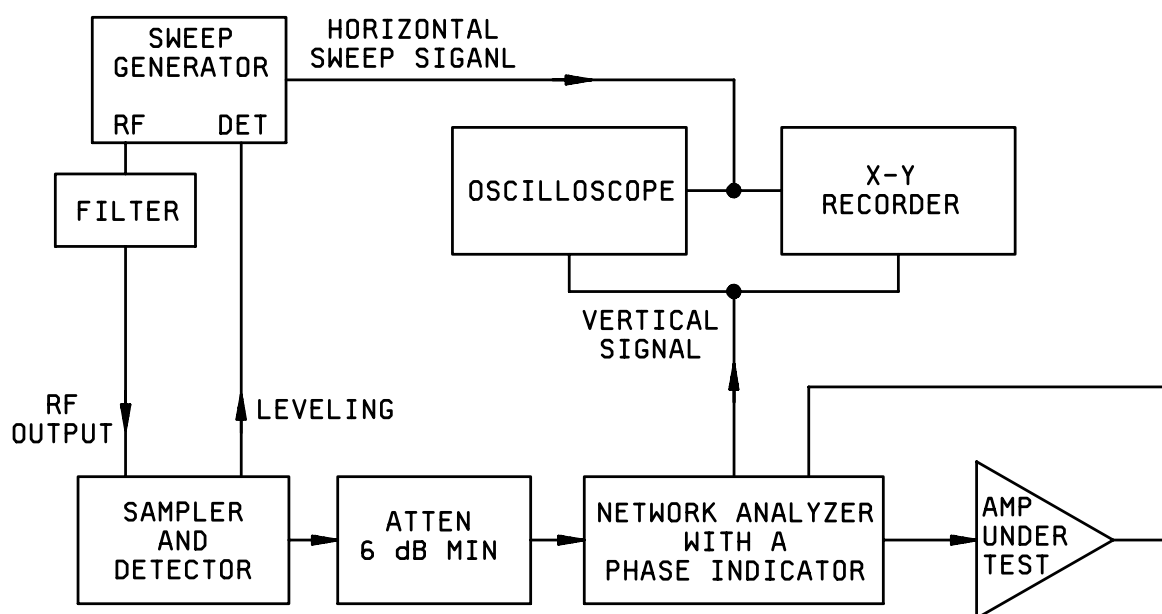 SWEEP
GENERATOR
RF DET
HORIZONTAL
SWEEP SIGANL
FILTER
OSCILLOSCOPE
X-Y
RECORDER
VERTICAL
SIGNAL
RF
OUTPUT
LEVELING
SAMPLER
AND
DETECTOR
ATTEN
6 dB MIN
NETWORK ANALYZER
WITH A
PHASE INDICATOR
AMP
UNDER
TEST